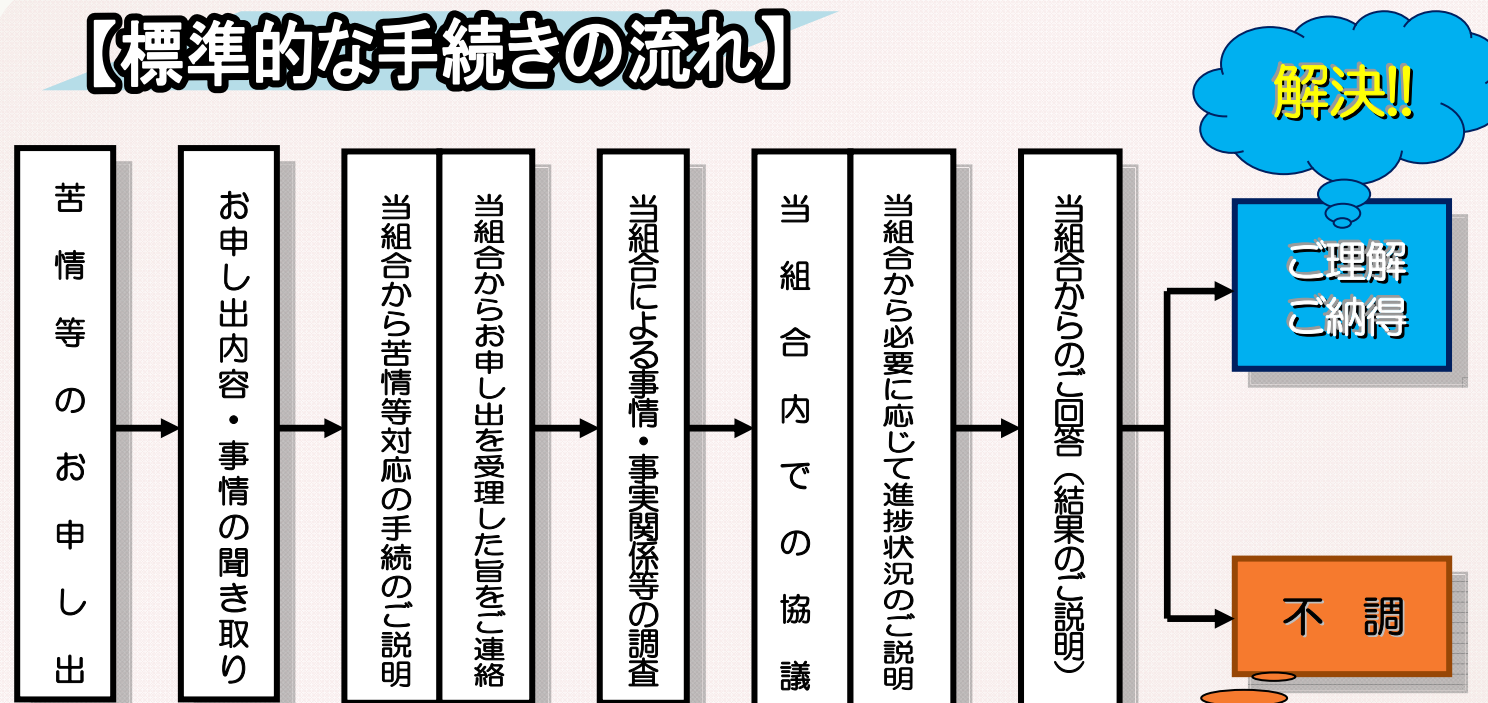 【標準的な手続きの流れ】
苦情等のお申し出
お申し出内容・事情の聞き取り
当組合から苦情等対応の手続のご説明
当組合からお申し出を受理した旨をご連絡
当組合による事情・事実関係等の調査
当組合内での協議
当組合から必要に応じて進捗状況のご説明
当組合からのご回答（結果のご説明）
解決!!
ご理解
ご納得
不調